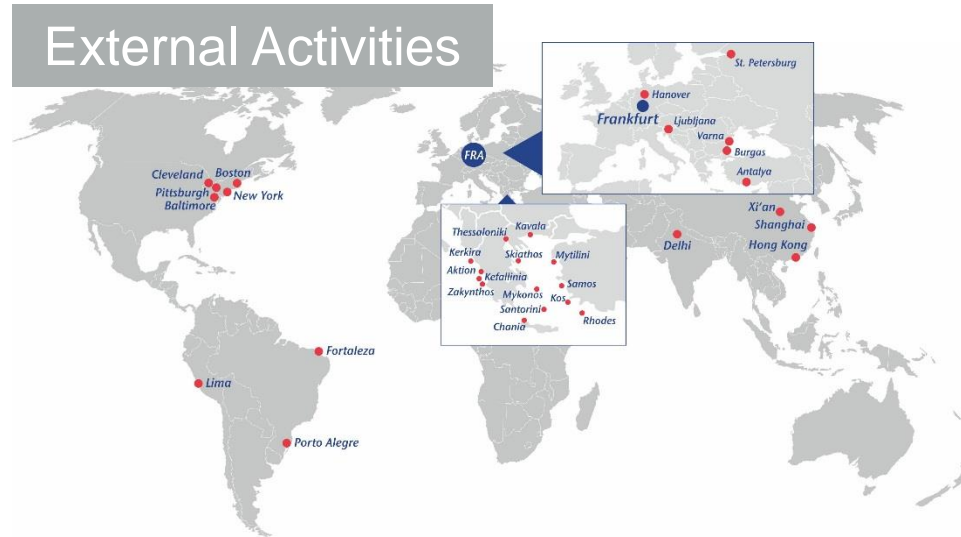 External Activities
St. Petersburg
Hanover
Frankfurt
Ljubljana
Varna
Burgas
Antalya
FRA
Cleveland
Boston
Pittsburgh
New York
Baltimore
Xi'an
Shanghai
Delhi
Hong Kong
Kavala
Thessoloniki
Kerkira
Skiathos
Mytilini
Aktion
Kefallinia
Zakynthos
Mykonos
Samos
Kos
Santorini
Rhodes
Chania
Fortaleza
Lima
Porto Alegre